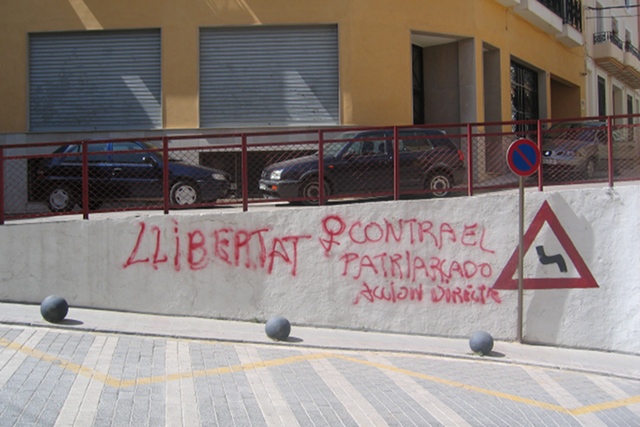 LLIBERTAT
CONTRA EL
PATRIARCADO
ACCION DIRECTA